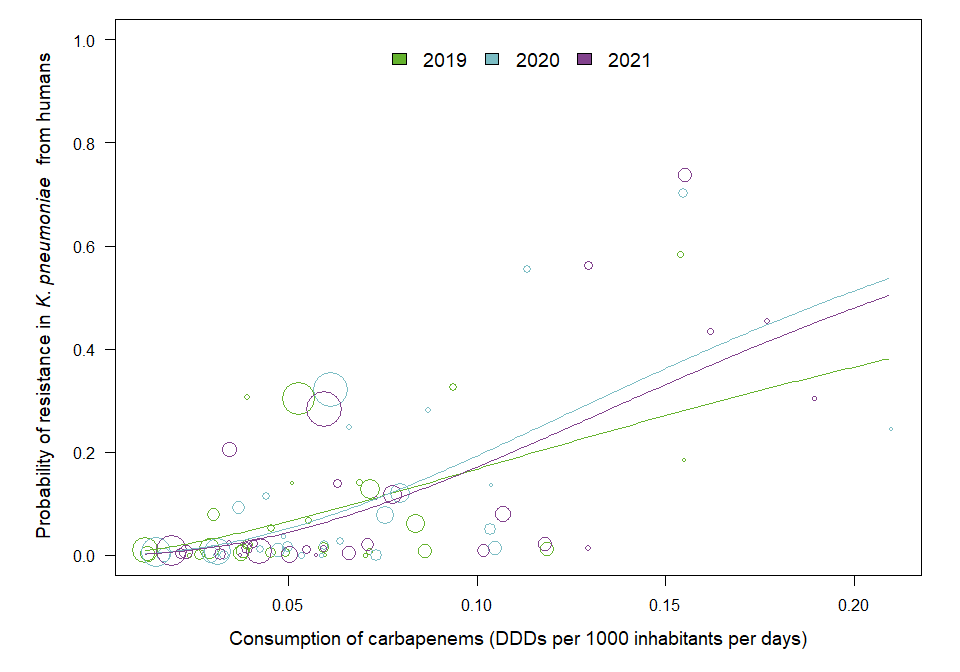 2019 2020 2021
1.0
0.8
0.6
0.4
0.2
0.0
Probability of resistance in K. pneumoniae from humans
0.05 0.10 0.15 0.20
Consumption of carbapenems (DDDs per 1000 inhabitants per days)